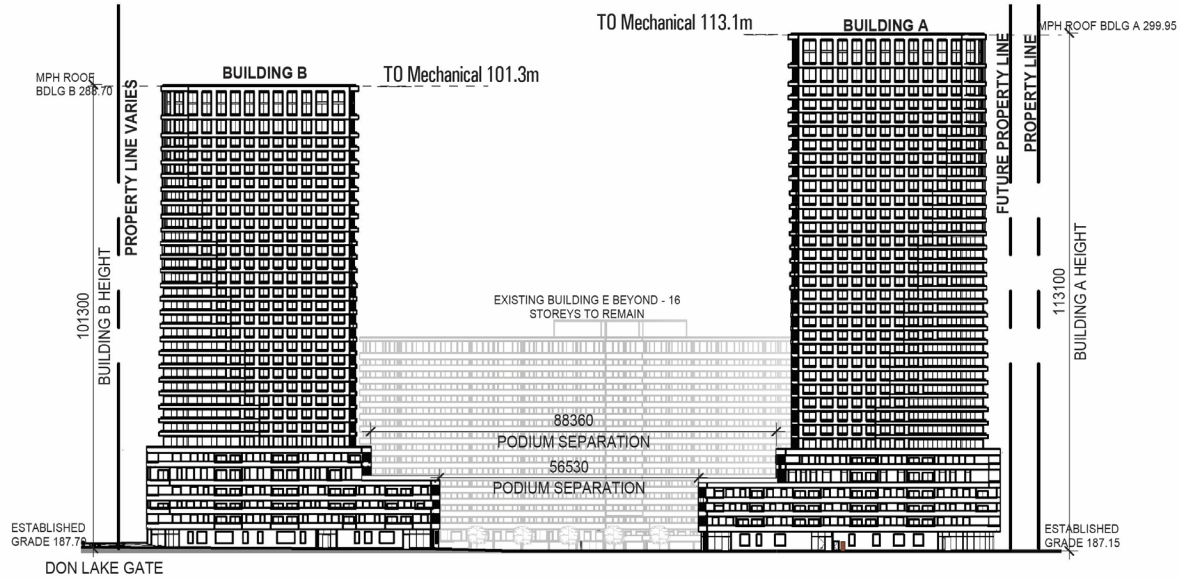 TO Mechanical 113.1m
BUILDING A
MPH ROOF BDLG A 299.95
MPH ROOF
BDLG B 288.70
BUILDING B
TO Mechanical 101.3m
PROPERTY LINE VARIES
FUTURE PROPERTY LINE
PROPERTY LINE
101300
BUILDING B HEIGHT
113100
BUILDING A HEIGHT
EXISTING BUILDING E BEYOND - 16
STOREYS TO REMAIN
88360
PODIUM SEPARATION
56530
PODIUM SEPARATION
ESTABLISHED
GRADE 187.70
ESTABLISHED
GRADE 187.15
DON LAKE GATE